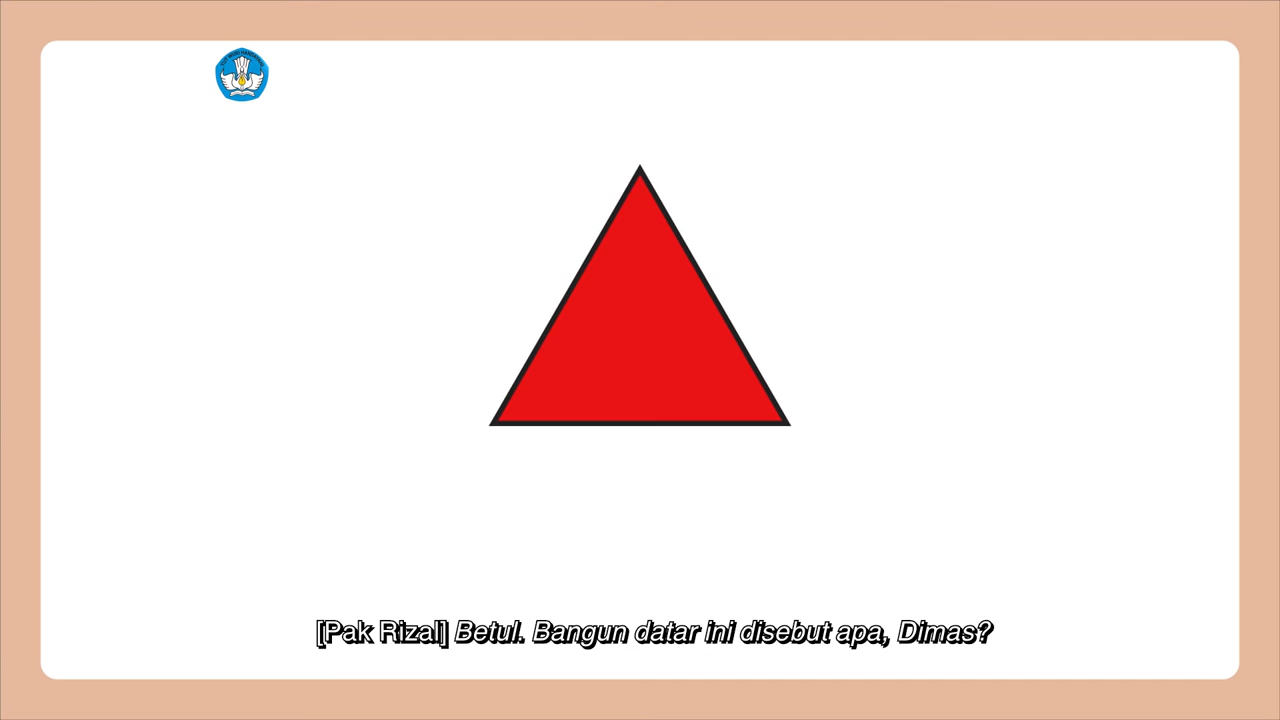 [Pak Rizal] Betul. Bangun datar ini disebut apa, Dimas?